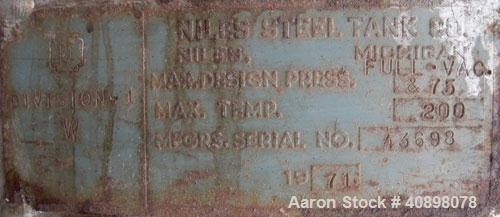 NILES STEEL TANK CO.
NILES, MICHIGAN
FULL-VAC.
MAX. DESIGN PRESS. & 75
DIVISION-1
MAX. TEMP. 200
W
MFGRS. SERIAL NO. 43698
19 71
Aaron Stock # 40898078